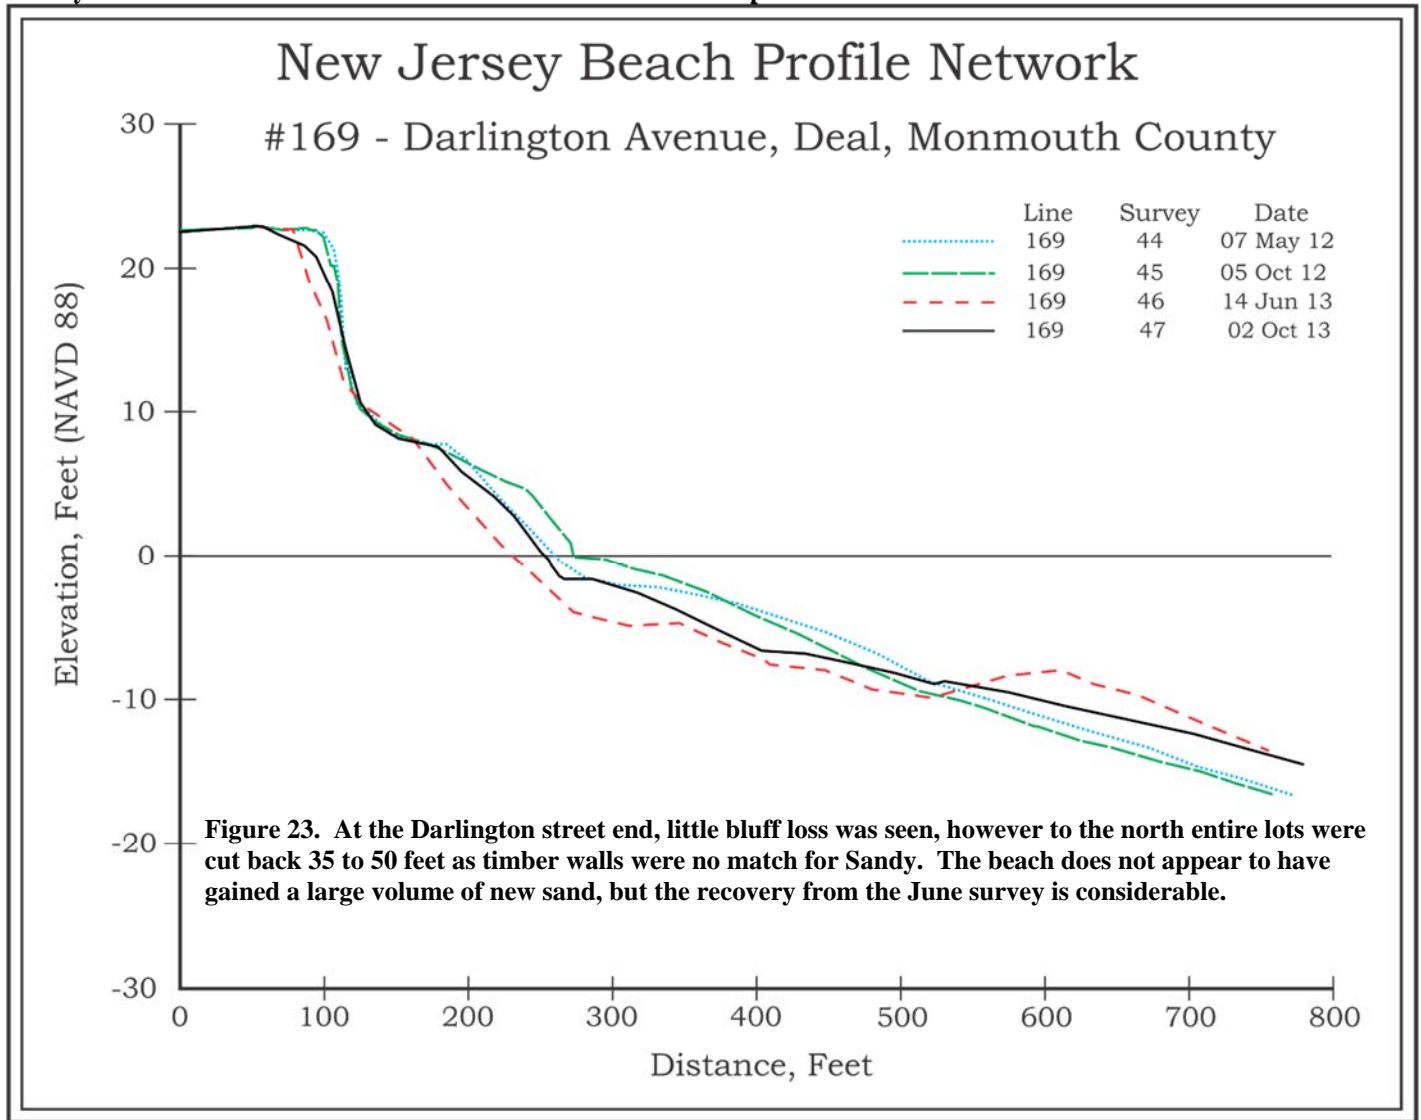 New Jersey Beach Profile Network
#169 - Darlington Avenue, Deal, Monmouth County
Line Survey Date
169 44 07 May 12
169 45 05 Oct 12
169 46 14 Jun 13
169 47 02 Oct 13
Elevation, Feet (NAVD 88)
30
20
10
0
-10
-20
-30
Figure 23. At the Darlington street end, little bluff loss was seen, however to the north entire lots were
cut back 35 to 50 feet as timber walls were no match for Sandy. The beach does not appear to have
gained a large volume of new sand, but the recovery from the June survey is considerable.
0 100 200 300 400 500 600 700 800
Distance, Feet